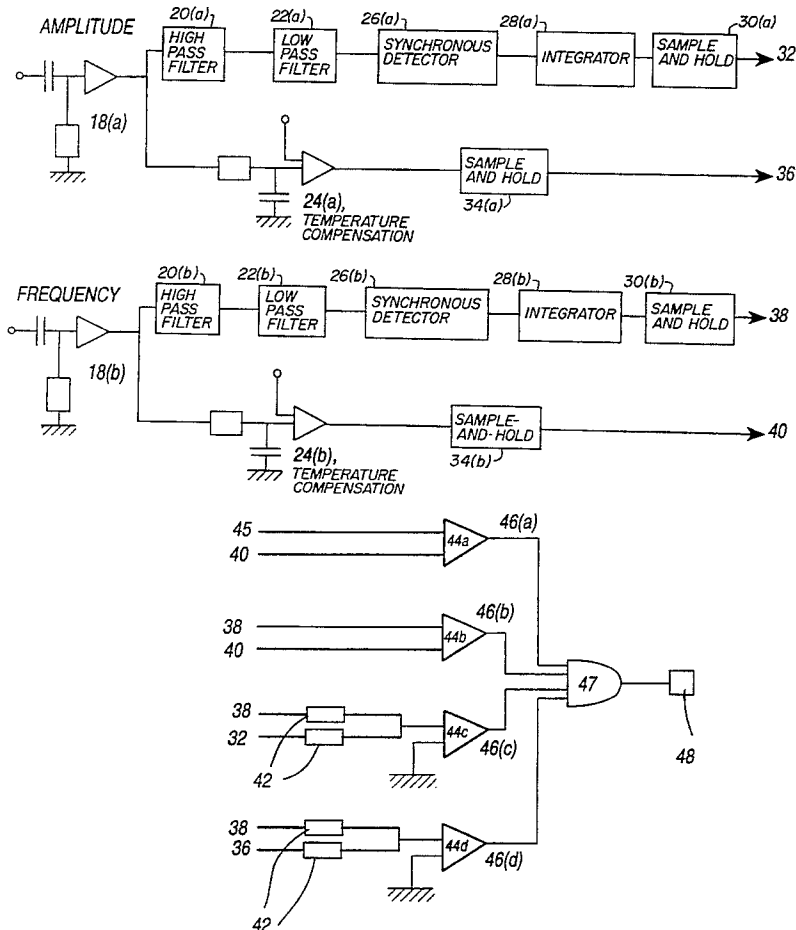 AMPLITUDE
20(a)
HIGH
PASS
FILTER
22(a)
LOW
PASS
FILTER
26(a)
SYNCHRONOUS
DETECTOR
28(a)
INTEGRATOR
30(a)
SAMPLE
AND HOLD
32
18(a)
24(a),
TEMPERATURE
COMPENSATION
SAMPLE
AND HOLD
34(a)
36
FREQUENCY
20(b)
HIGH
PASS
FILTER
22(b)
LOW
PASS
FILTER
26(b)
SYNCHRONOUS
DETECTOR
28(b)
INTEGRATOR
30(b)
SAMPLE
AND HOLD
38
18(b)
24(b),
TEMPERATURE
COMPENSATION
SAMPLE-
AND-HOLD
34(b)
40
45
40
44a
46(a)
38
40
44b
46(b)
47
48
38
32
42
44c
46(c)
38
36
42
44d
46(d)